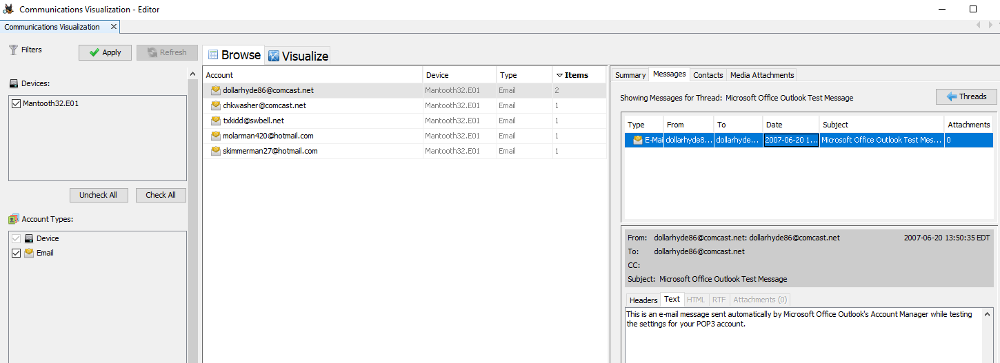 Communications Visualization - Editor
Communications Visualization
Filters
Apply
Refresh
Devices:
Mantooth32.E01
Uncheck All
Check All
Account Types:
Device
Email
Browse
Visualize
Account Device Type Items
dollarhyde86@comcast.net Mantooth32.E01 Email 2
chkwasher@comcast.net Mantooth32.E01 Email 1
txkidd@swbell.net Mantooth32.E01 Email 1
molarman420@hotmail.com Mantooth32.E01 Email 1
skimmerman27@hotmail.com Mantooth32.E01 Email 1
Summary Messages Contacts Media Attachments
Showing Messages for Thread: Microsoft Office Outlook Test Message
Threads
Type From To Date Subject Attachments
E-Mai dollarhyde8... dollarhyde... 2007-06-20 1... Microsoft Office Outlook Test Mes... 0
From: dollarhyde86@comcast.net: dollarhyde86@comcast.net 2007-06-20 13:50:35 EDT
To: dollarhyde86@comcast.net
CC:
Subject: Microsoft Office Outlook Test Message
Headers Text HTML RTF Attachments (0)
This is an e-mail message sent automatically by Microsoft Office Outlook's Account Manager while testing
the settings for your POP3 account.